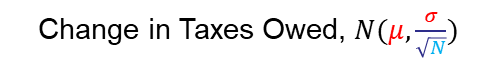 Change in Taxes Owed, N(μ, σ/√N)